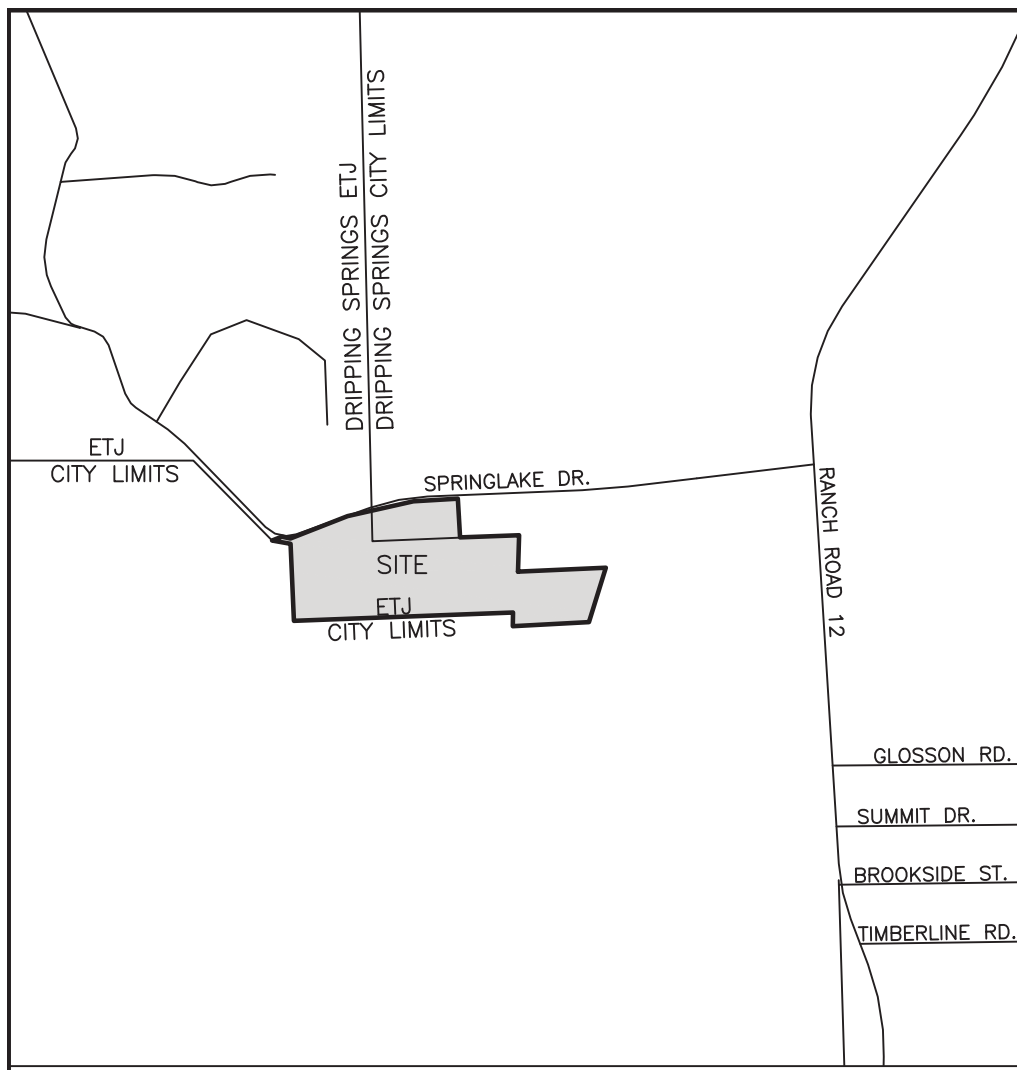 DRIPPING SPRINGS ETJ
DRIPPING SPRINGS CITY LIMITS
ETJ
CITY LIMITS
SPRINGLAKE DR.
RANCH ROAD 12
SITE
ETJ
CITY LIMITS
GLOSSON RD.
SUMMIT DR.
BROOKSIDE ST.
TIMBERLINE RD.